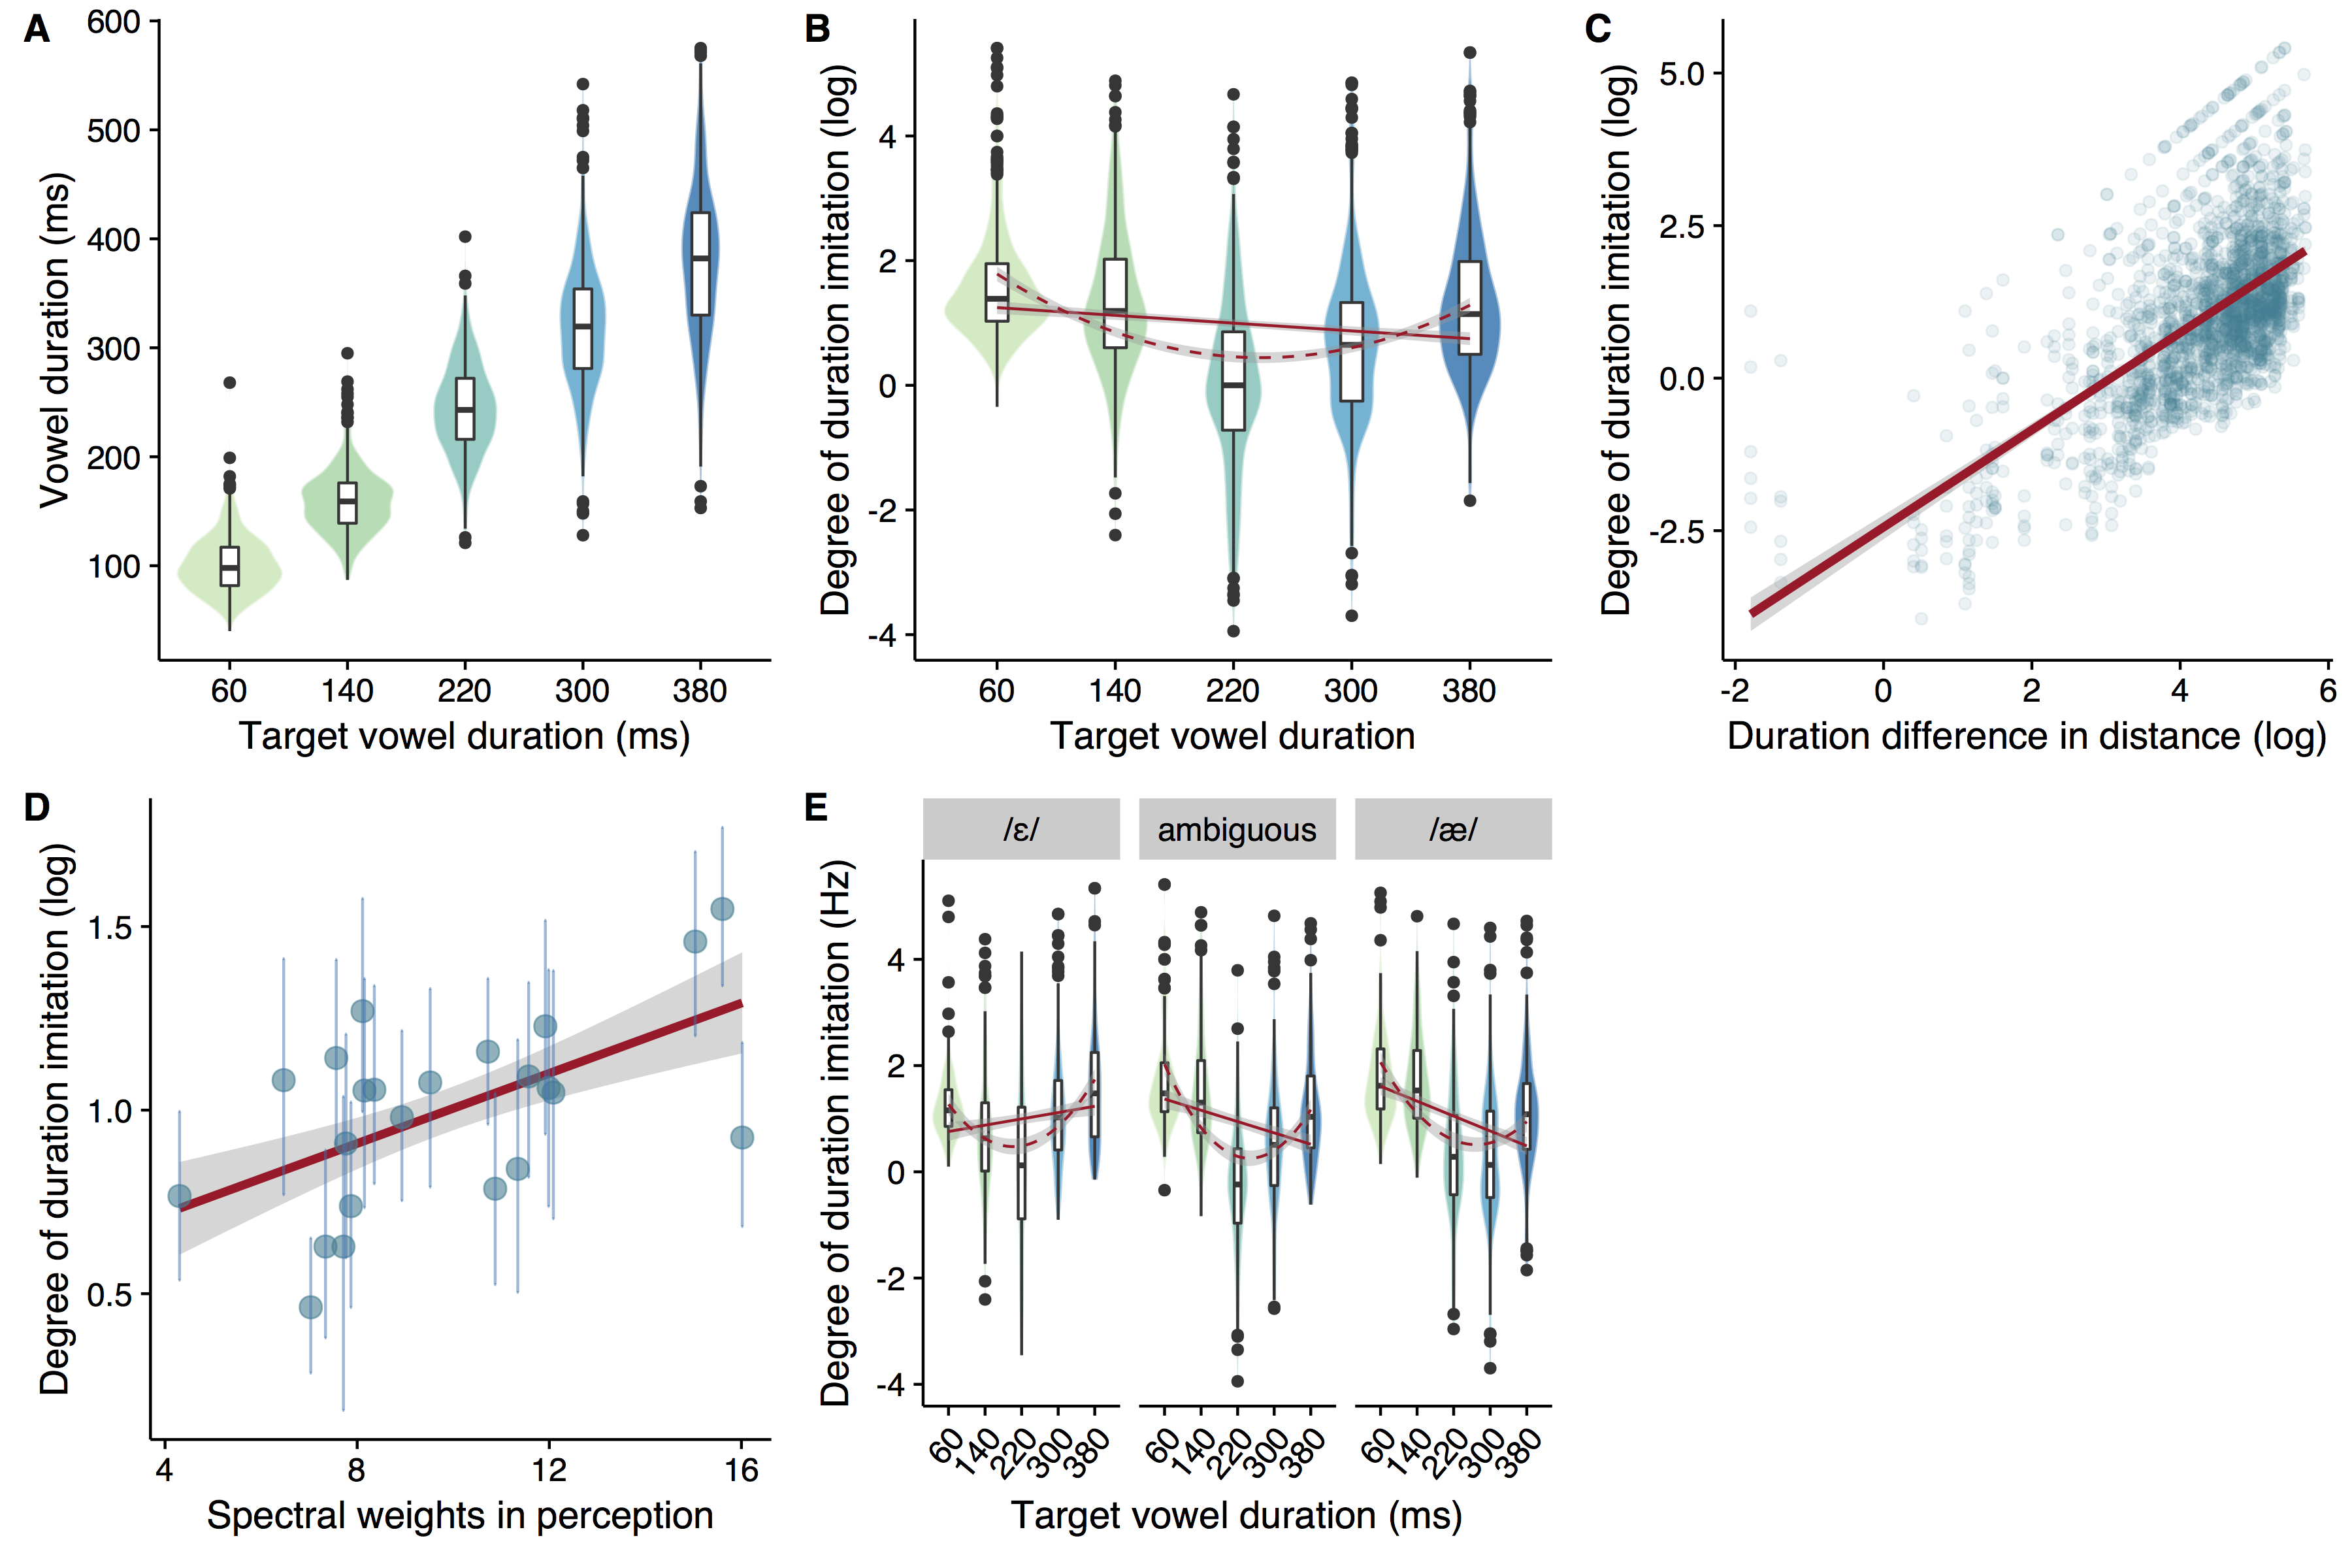 A
600
500
400
300
200
100
Vowel duration (ms)
60 140 220 300 380
Target vowel duration (ms)
B
4
2
0
-2
-4
Degree of duration imitation (log)
60 140 220 300 380
Target vowel duration
C
5.0
2.5
0.0
-2.5
Degree of duration imitation (log)
-2 0 2 4 6
Duration difference in distance (log)
D
1.5
1.0
0.5
Degree of duration imitation (log)
4 8 12 16
Spectral weights in perception
E
/ɛ/ ambiguous /æ/
4
2
0
-2
-4
Degree of duration imitation (Hz)
60 140 220 300 380 60 140 220 300 380 60 140 220 300 380
Target vowel duration (ms)